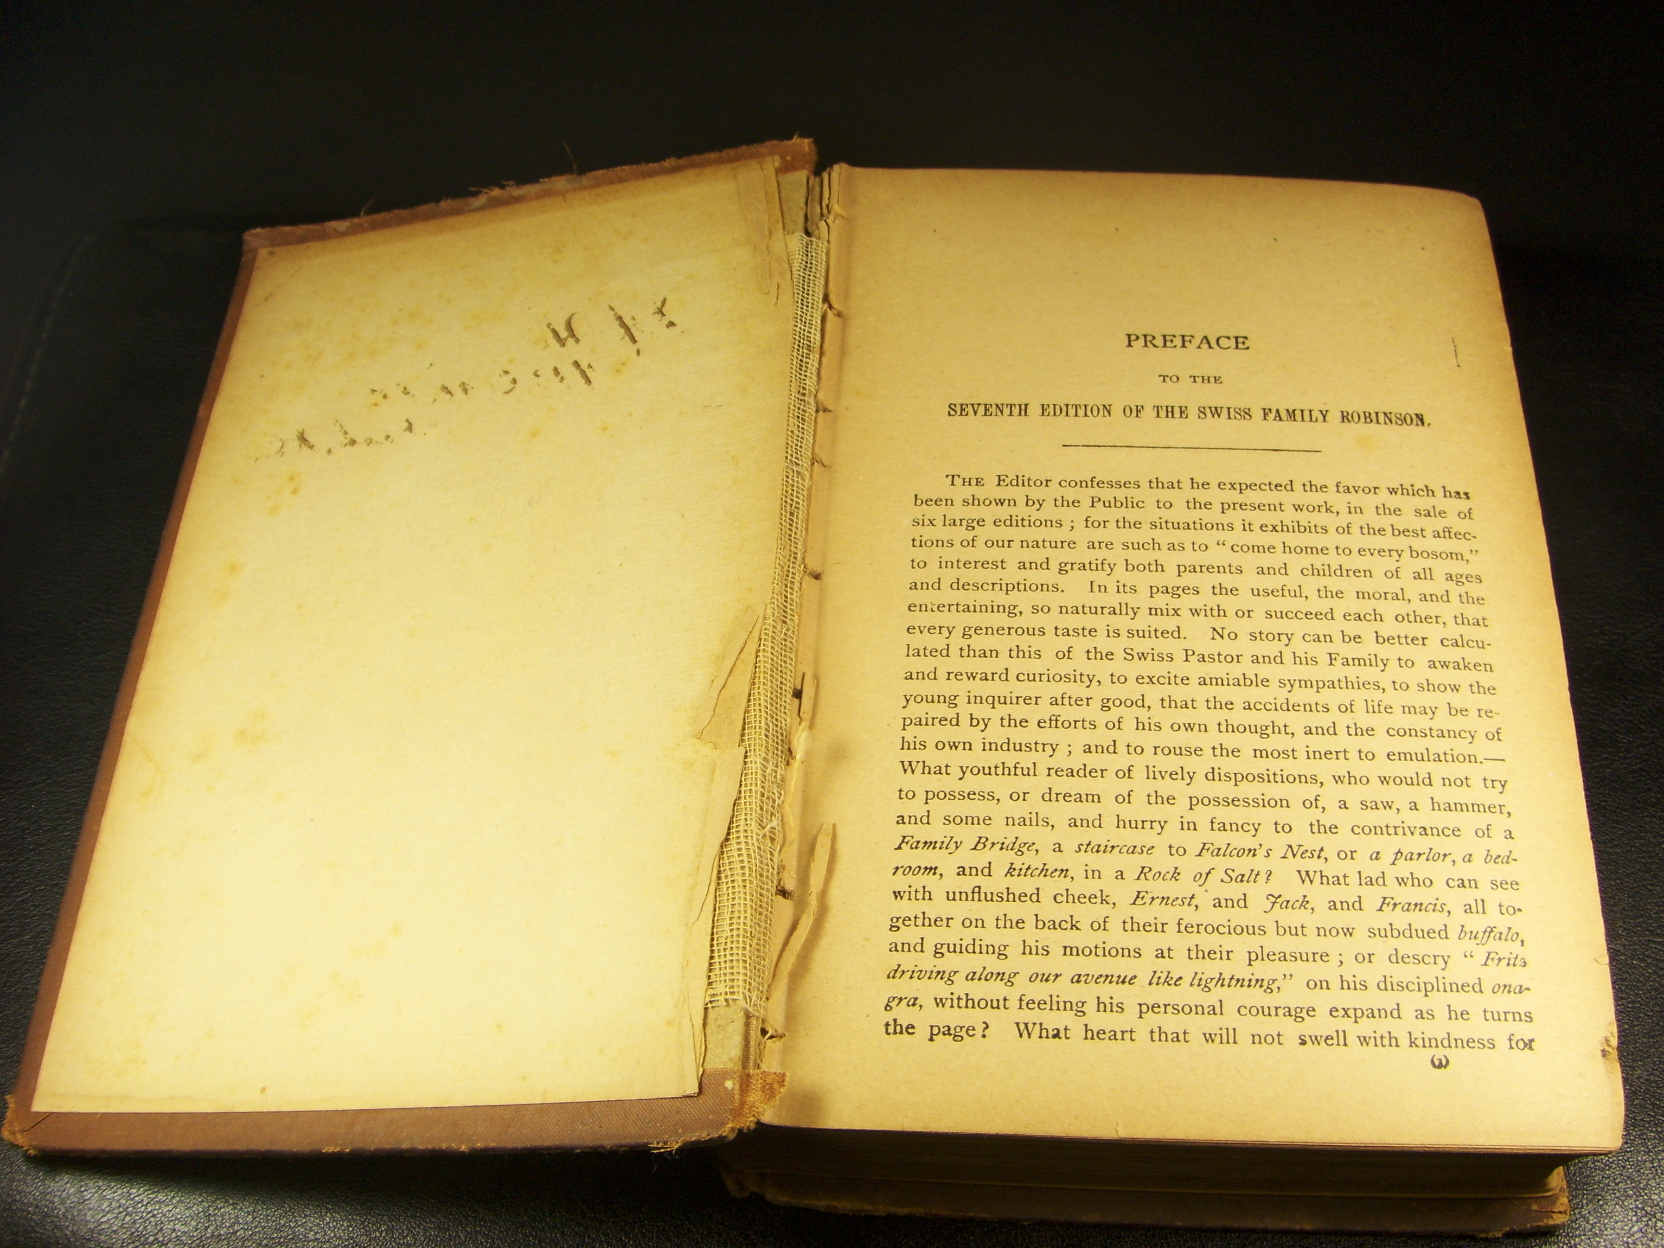 PREFACE
TO THE
SEVENTH EDITION OF THE SWISS FAMILY ROBINSON.
THE Editor confesses that he expected the favor which has
been shown by the Public to the present work, in the sale of
six large editions ; for the situations it exhibits of the best affec-
tions of our nature are such as to “ come home to every bosom,”
to interest and gratify both parents and children of all ages
and descriptions. In its pages the useful, the moral, and the
entertaining, so naturally mix with or succeed each other, that
every generous taste is suited. No story can be better calcu-
lated than this of the Swiss Pastor and his Family to awaken
and reward curiosity, to excite amiable sympathies, to show the
young inquirer after good, that the accidents of life may be re-
paired by the efforts of his own thought, and the constancy of
his own industry ; and to rouse the most inert to emulation.—
What youthful reader of lively dispositions, who would not try
to possess, or dream of the possession of, a saw, a hammer,
and some nails, and hurry in fancy to the contrivance of a
Family Bridge, a staircase to Falcon's Nest, or a parlor, a bed-
room, and kitchen, in a Rock of Salt? What lad who can see
with unflushed cheek, Ernest, and Jack, and Francis, all to-
gether on the back of their ferocious but now subdued buffalo,
and guiding his motions at their pleasure ; or descry “ Fritz
driving along our avenue like lightning,” on his disciplined ona-
gra, without feeling his personal courage expand as he turns
the page? What heart that will not swell with kindness for